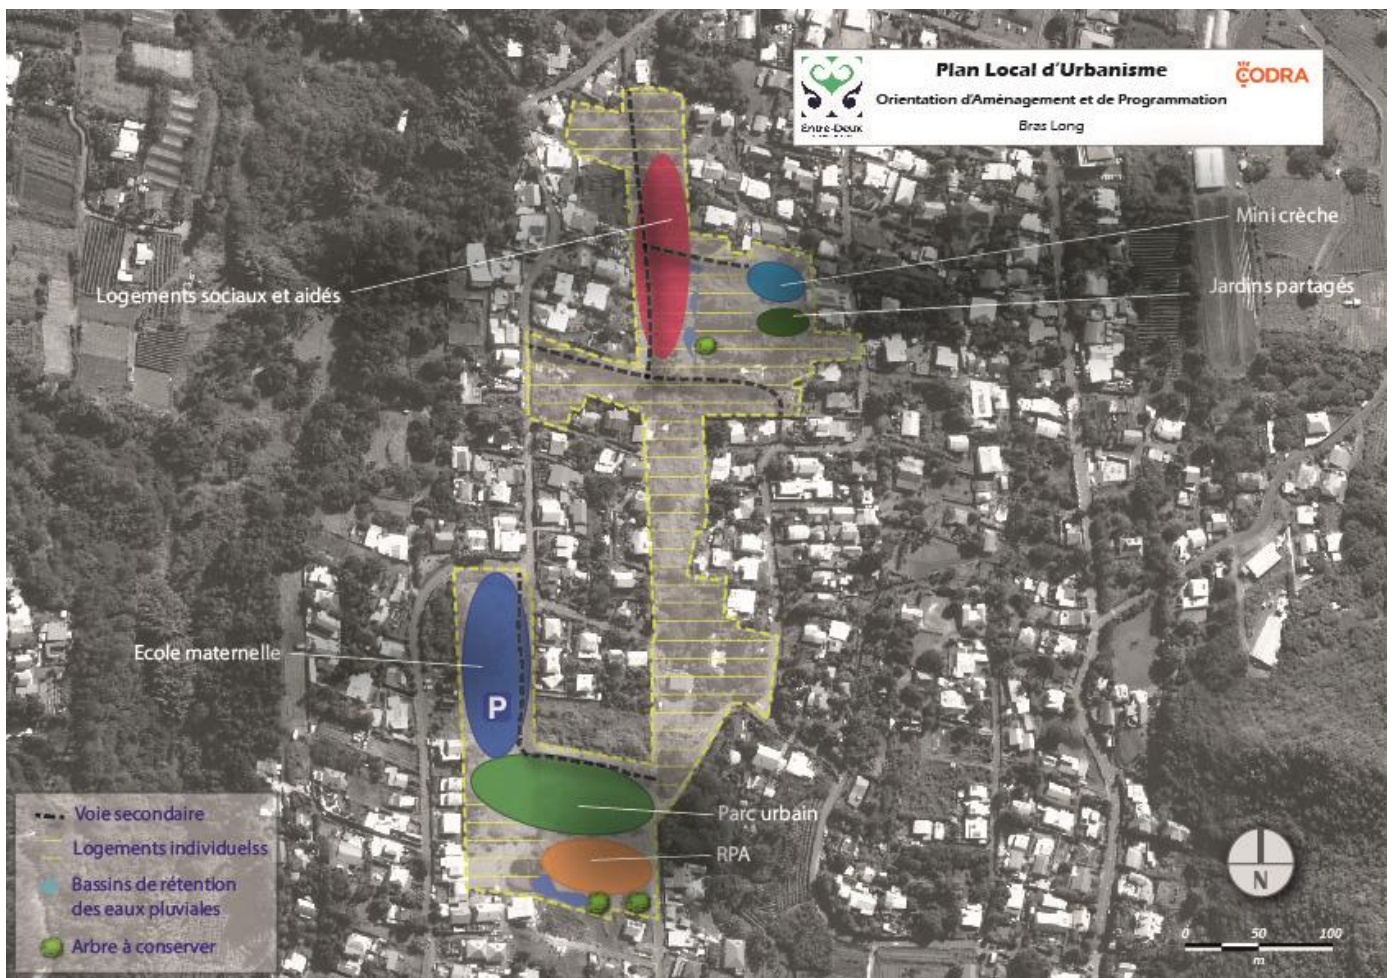 Plan Local d'Urbanisme
CODRA
Orientation d'Aménagement et de Programmation
Entre-Deux
Bras Long
Mini crèche
Jardins partagés
Logements sociaux et aidés
Ecole maternelle
P
Parc urbain
RPA
Voie secondaire
Logements individuelss
Bassins de rétention
des eaux pluviales
Arbre à conserver
N
0 50 100
m